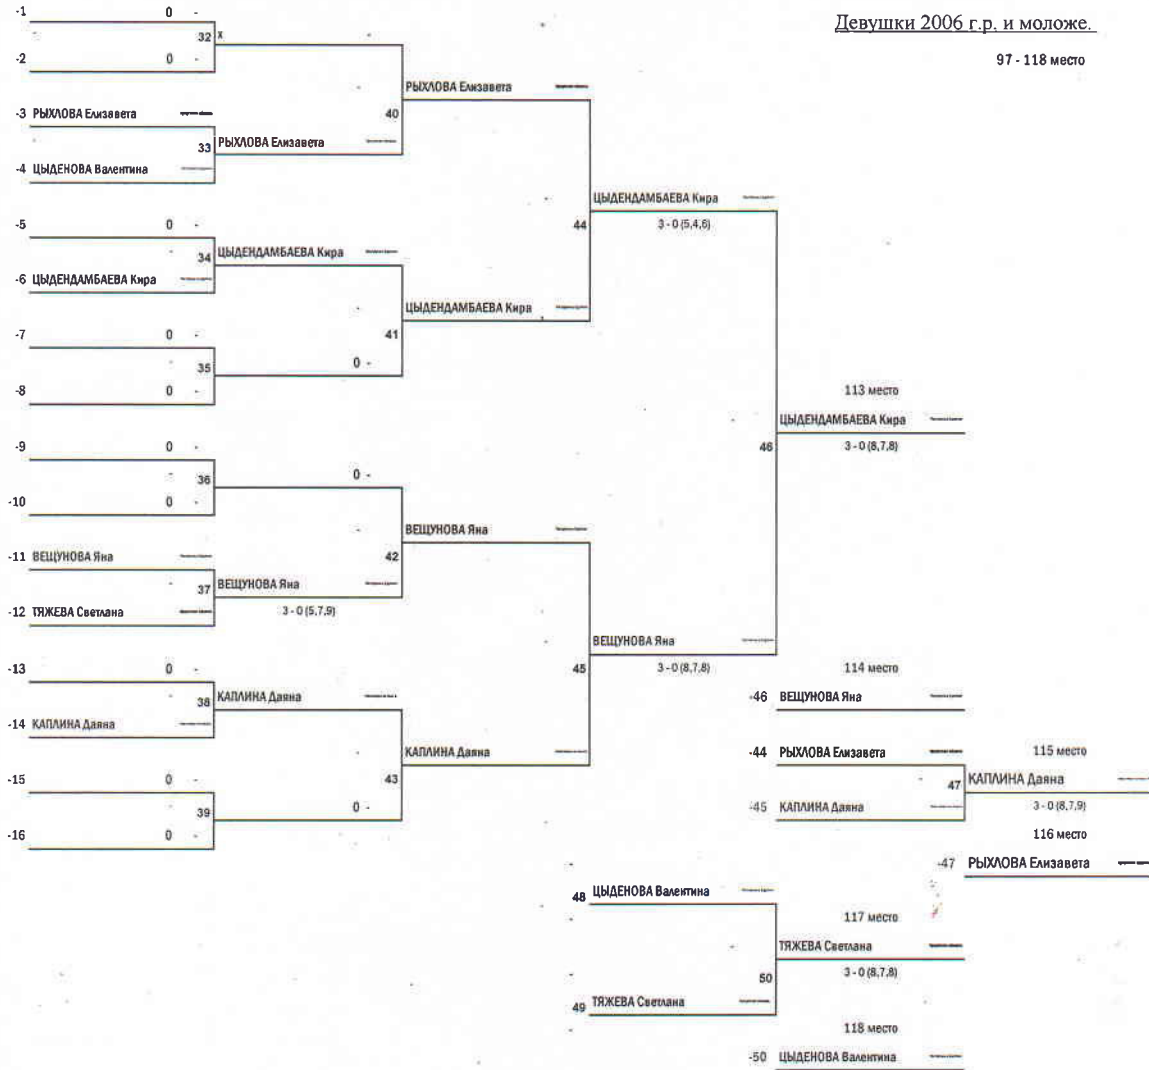 Девушки 2006 г.р. и моложе.
97 - 118 место
-1 0 -
32 x -
-2 0 -
РЫХЛОВА Елизавета
-3 РЫХЛОВА Елизавета
40
33 РЫХЛОВА Елизавета
-4 ЦЫДЕНОВА Валентина
ЦЫДЕНДАМБАЕВА Кира
-5 0 -
44 3 - 0 (5,4,6)
34 ЦЫДЕНДАМБАЕВА Кира
-6 ЦЫДЕНДАМБАЕВА Кира
ЦЫДЕНДАМБАЕВА Кира
-7 0 -
41
35 0 -
-8 0 -
113 место
ЦЫДЕНДАМБАЕВА Кира
-9 0 -
46 3 - 0 (8,7,8)
36 0 -
-10 0 -
ВЕЩУНОВА Яна
-11 ВЕЩУНОВА Яна
42
37 ВЕЩУНОВА Яна
-12 ТЯЖЕВА Светлана
3 - 0 (5,7,9)
ВЕЩУНОВА Яна
-13 0 -
45 3 - 0 (8,7,8)
114 место
38 КАПЛИНА Даяна
-46 ВЕЩУНОВА Яна
-14 КАПЛИНА Даяна
КАПЛИНА Даяна
-44 РЫХЛОВА Елизавета
115 место
-15 0 -
43
47 КАПЛИНА Даяна
39 0 -
-45 КАПЛИНА Даяна
3 - 0 (8,7,9)
-16 0 -
116 место
-47 РЫХЛОВА Елизавета
48 ЦЫДЕНОВА Валентина
117 место
ТЯЖЕВА Светлана
50 3 - 0 (8,7,8)
49 ТЯЖЕВА Светлана
118 место
-50 ЦЫДЕНОВА Валентина